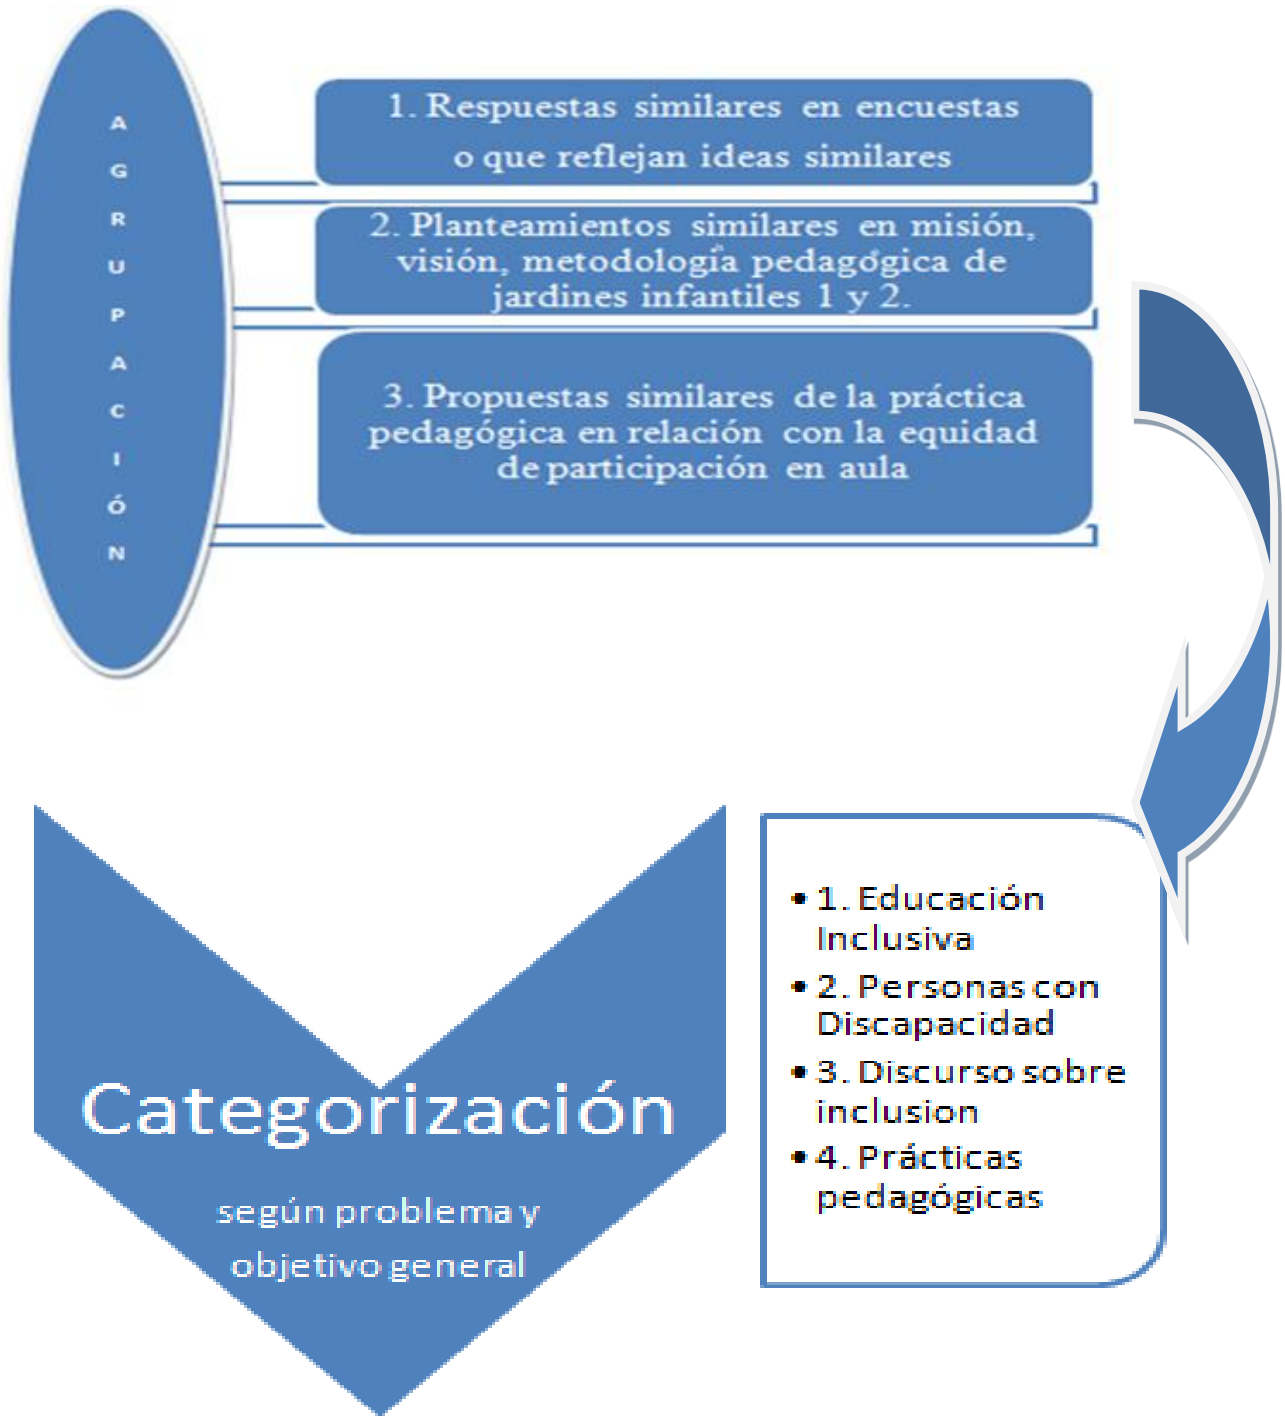 AGRUPACIÓN
1. Respuestas similares en encuestas
o que reflejan ideas similares
2. Planteamientos similares en misión,
visión, metodología pedagógica de
jardines infantiles 1 y 2.
3. Propuestas similares de la práctica
pedagógica en relación con la equidad
de participación en aula
Categorización
según problema y
objetivo general
• 1. Educación
Inclusiva
• 2. Personas con
Discapacidad
• 3. Discurso sobre
inclusion
• 4. Prácticas
pedagógicas